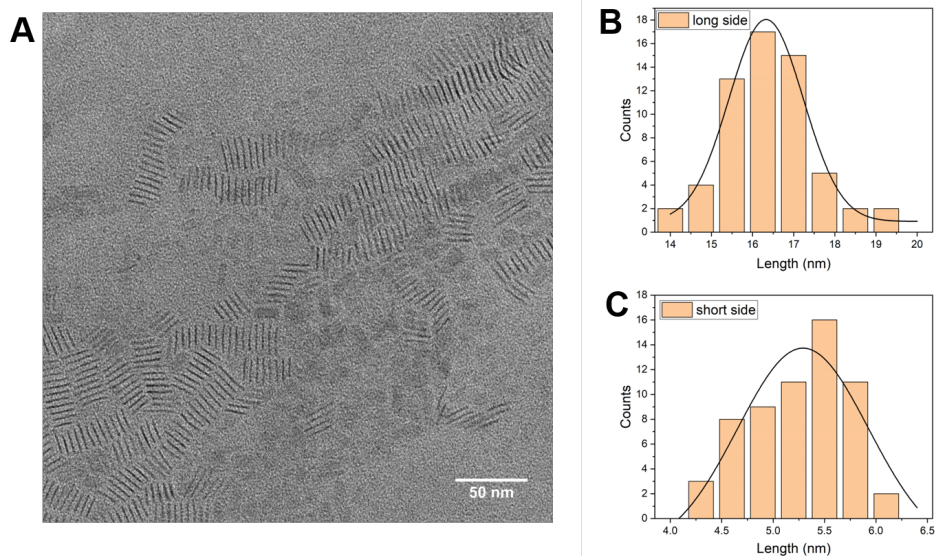 A
50 nm
B
long side
18
16
14
12
10
8
6
4
2
0
Counts
14 15 16 17 18 19 20
Length (nm)
C
short side
18
16
14
12
10
8
6
4
2
0
Counts
4.0 4.5 5.0 5.5 6.0 6.5
Length (nm)